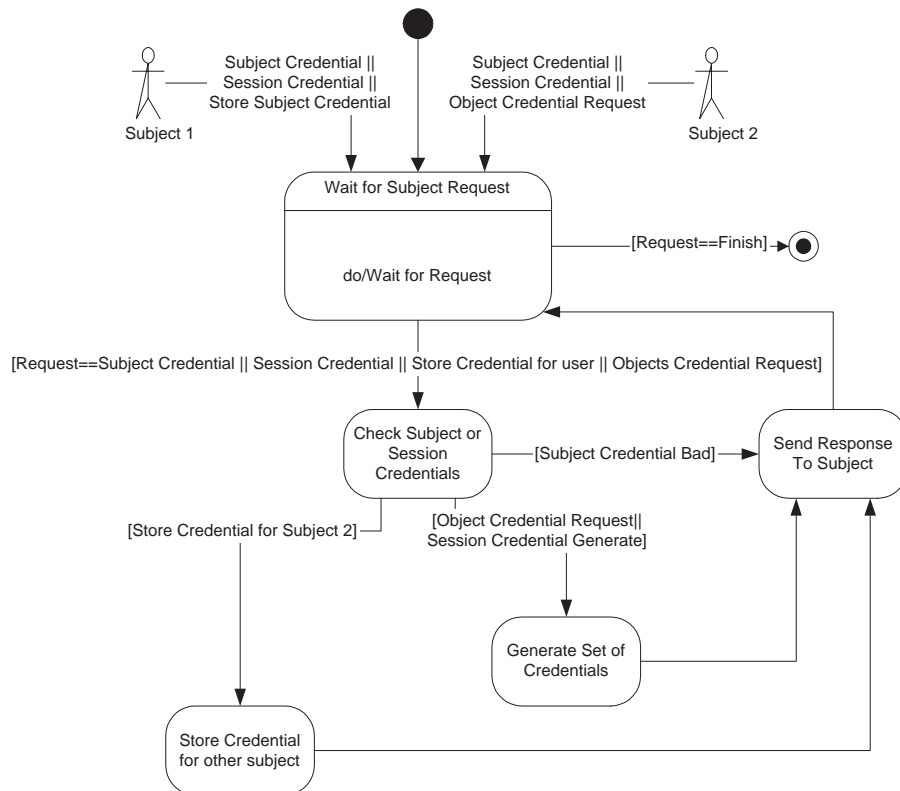 Subject Credential ||
Session Credential ||
Store Subject Credential
Subject 1
Subject Credential ||
Session Credential ||
Object Credential Request
Subject 2
Wait for Subject Request
do/Wait for Request
[Request==Finish]
[Request==Subject Credential || Session Credential || Store Credential for user || Objects Credential Request]
Check Subject or
Session
Credentials
[Subject Credential Bad]
Send Response
To Subject
[Store Credential for Subject 2]
[Object Credential Request||
Session Credential Generate]
Generate Set of
Credentials
Store Credential
for other subject